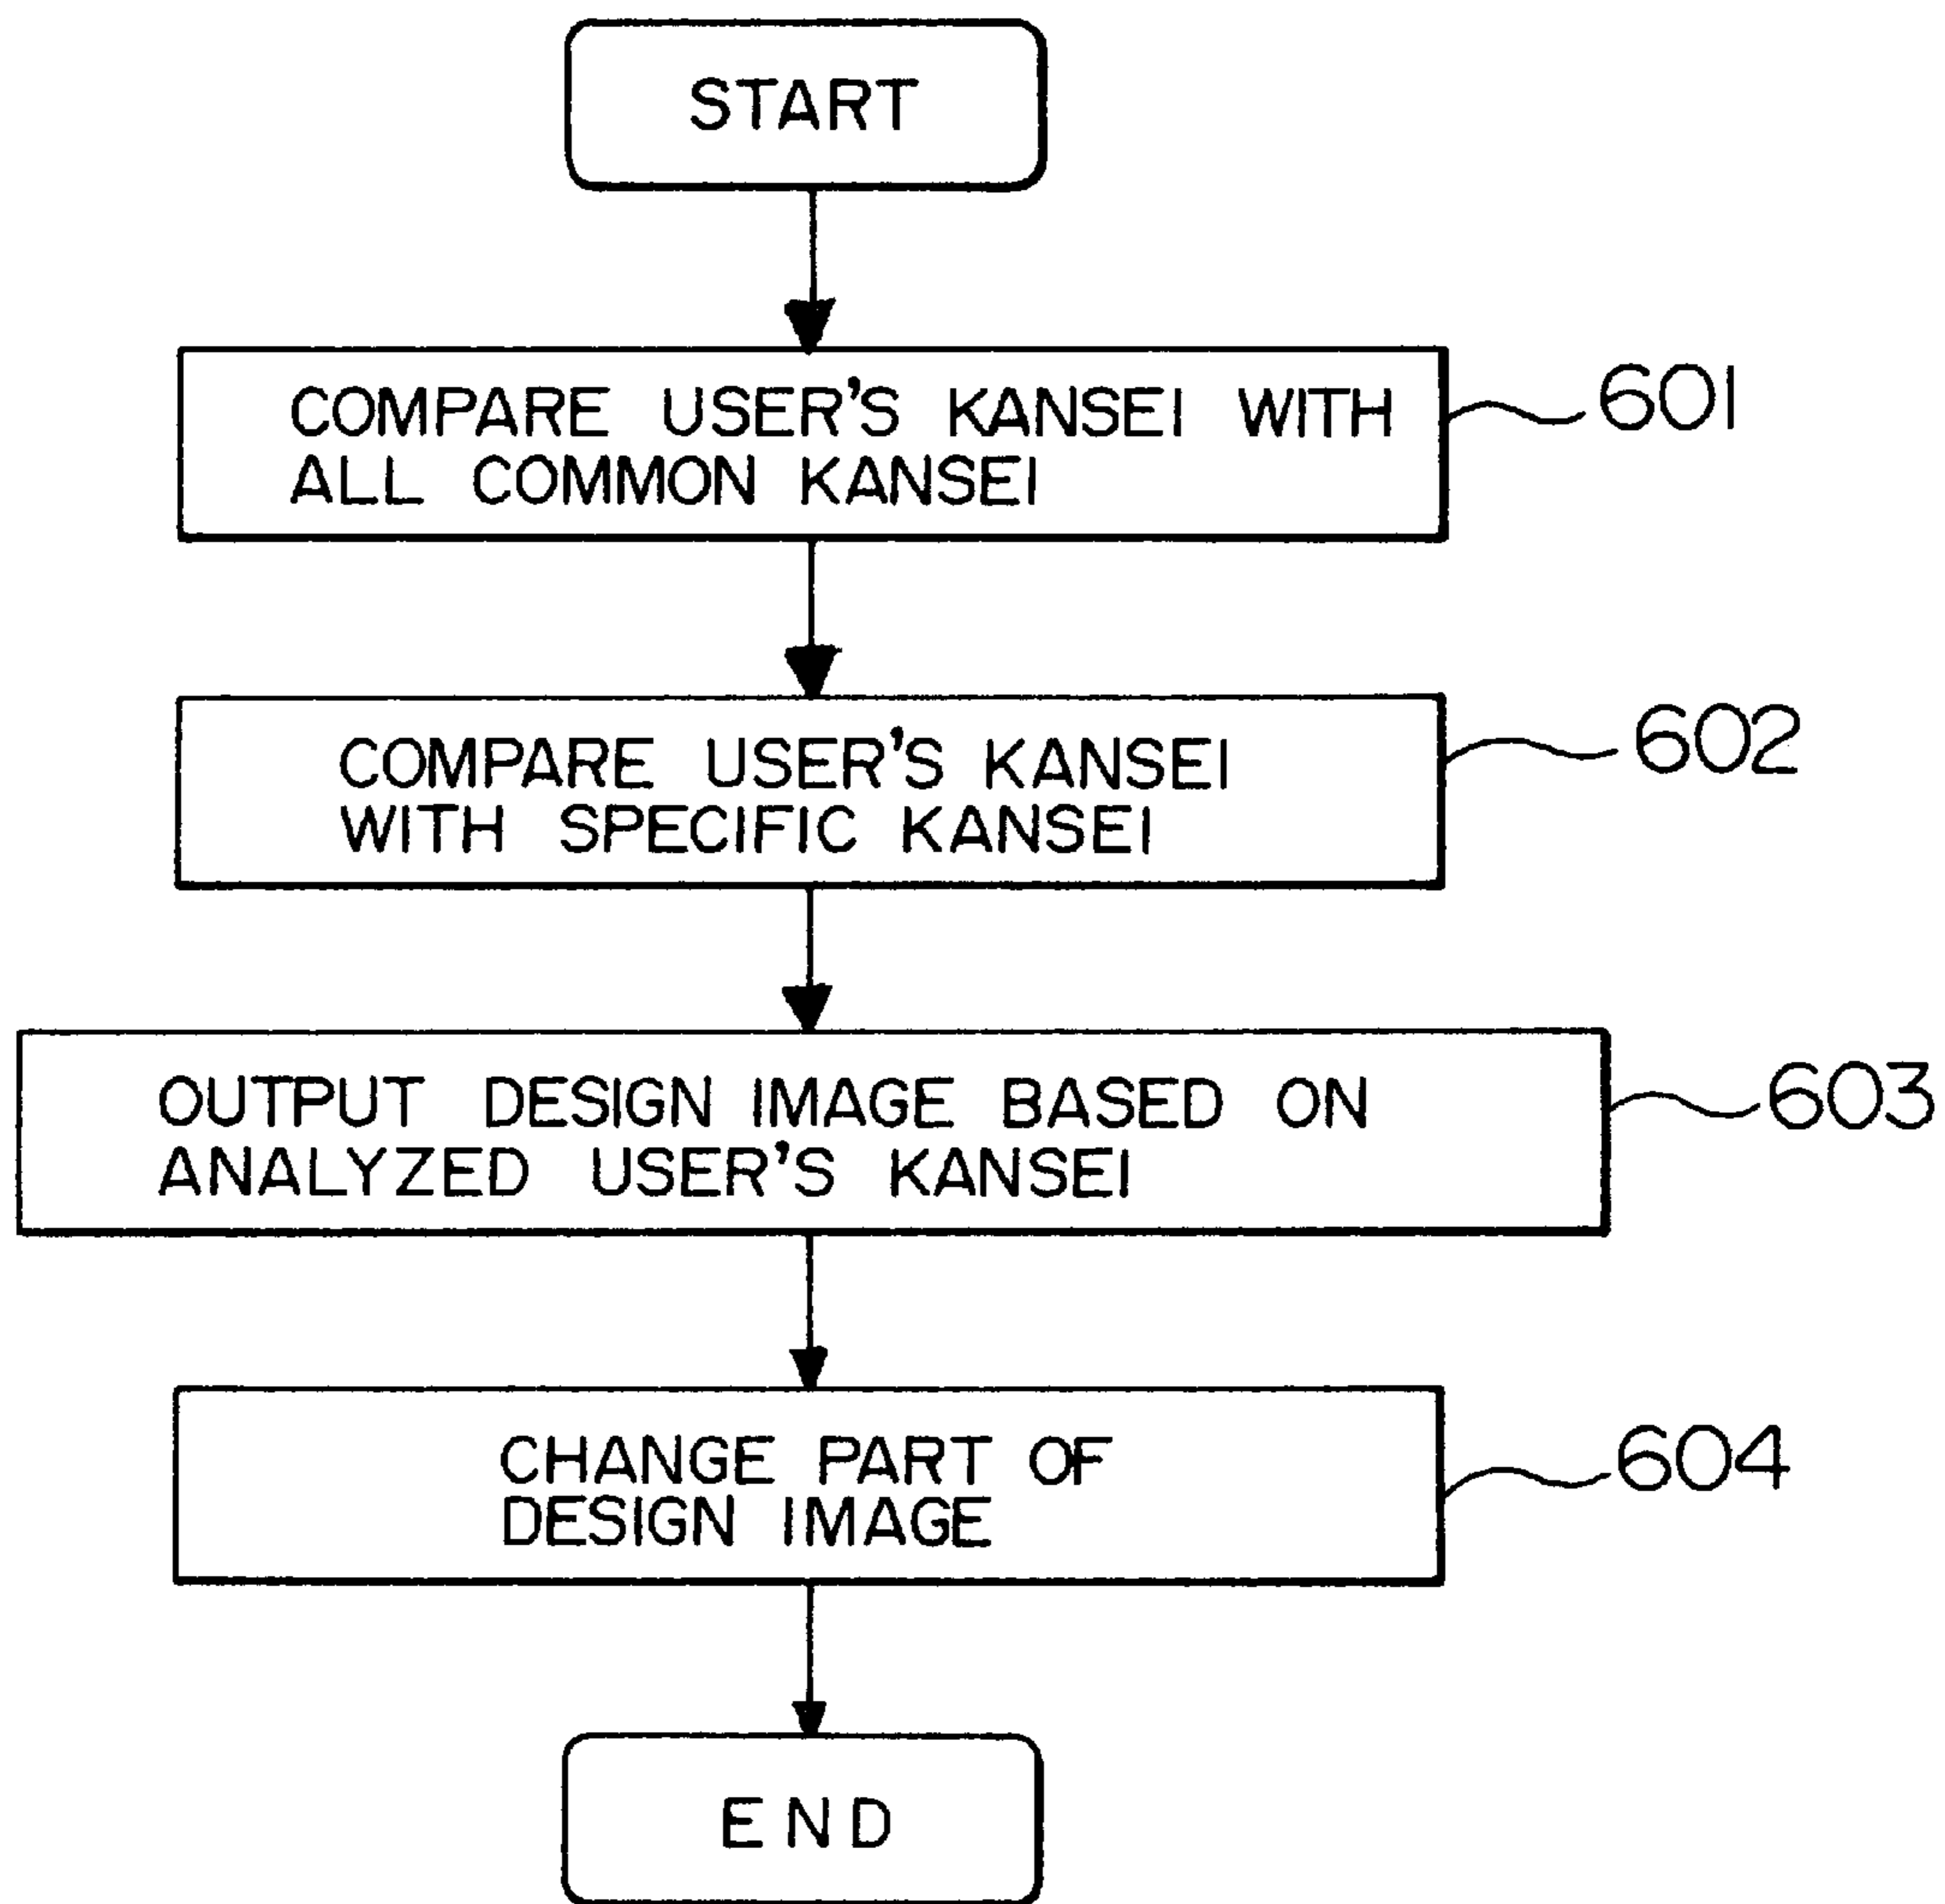 START
COMPARE USER'S KANSEI WITH
ALL COMMON KANSEI
601
COMPARE USER'S KANSEI
WITH SPECIFIC KANSEI
602
OUTPUT DESIGN IMAGE BASED ON
ANALYZED USER'S KANSEI
603
CHANGE PART OF
DESIGN IMAGE
604
END